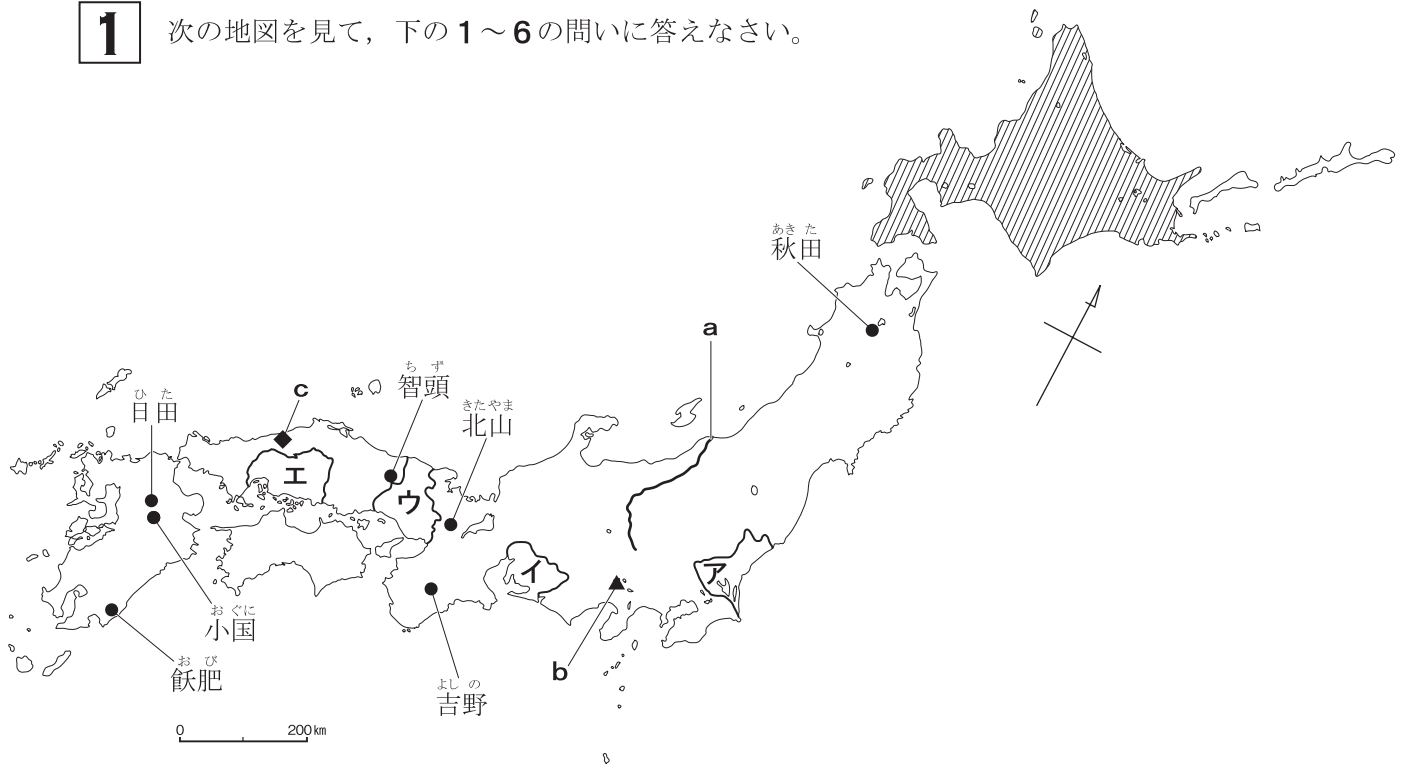 1 次の地図を見て，下の1～6の問いに答えなさい。
あきた
秋田
a
ちず
智頭
c
ひた
日田
きたやま
北山
エ
ウ
イ
ア
おぐに
小国
b
おび
飫肥
よしの
吉野
0 200km